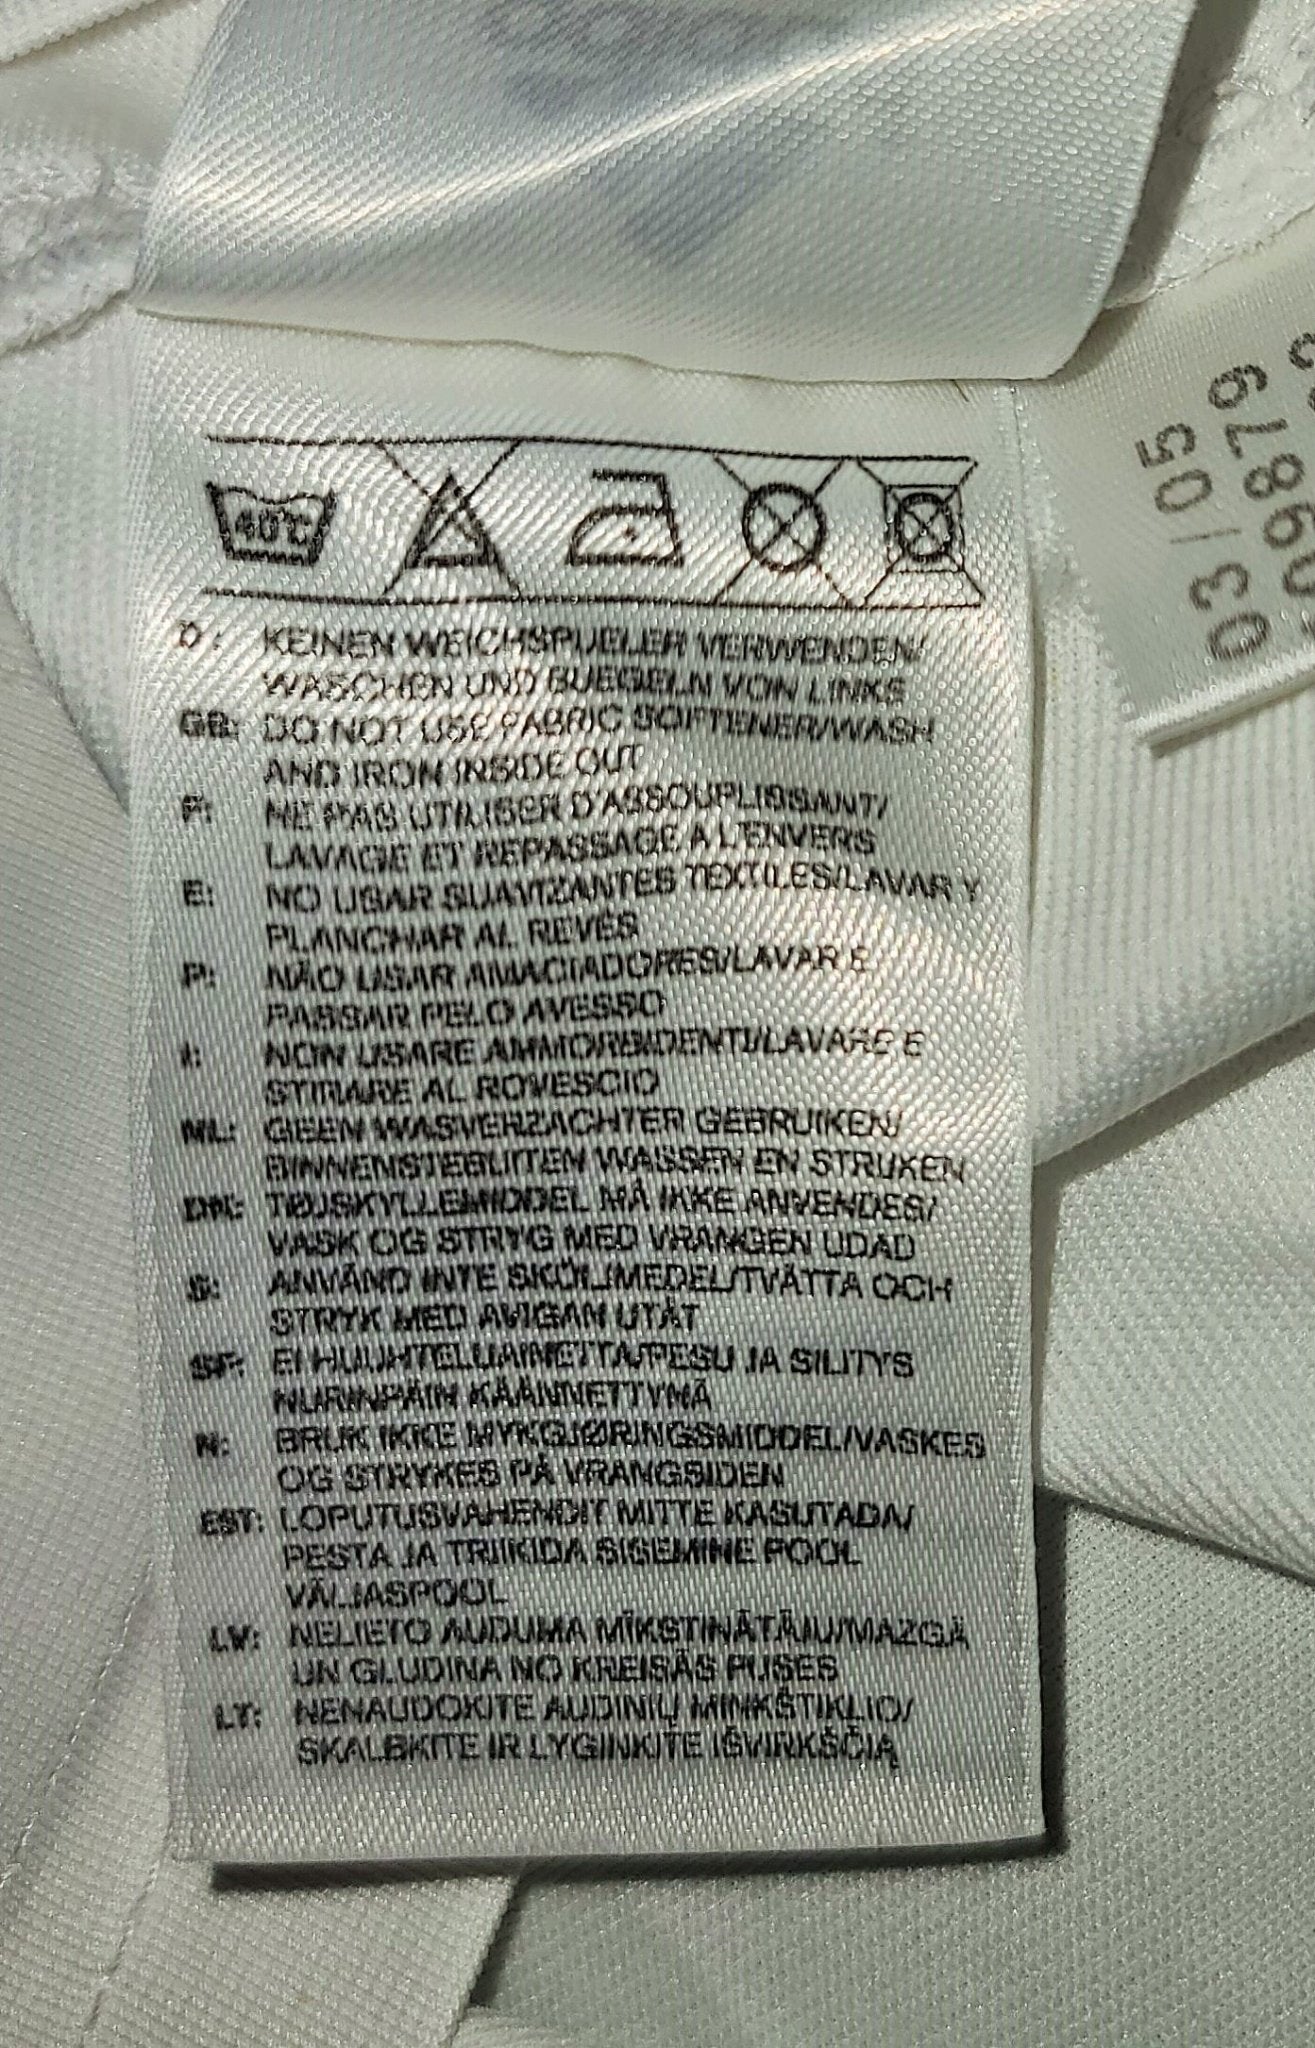 40°C
D: KEINEN WEICHSPUELER VERWENDEN/
WASCHEN UND BUEGELN VON LINKS
GB: DO NOT USE FABRIC SOFTENER/WASH
AND IRON INSIDE OUT
F: NE PAS UTILISER D'ASSOUPLISSANT/
LAVAGE ET REPASSAGE A L'ENVERS
E: NO USAR SUAVIZANTES TEXTILES/LAVAR Y
PLANCHAR AL REVÉS
P: NÃO USAR AMACIADORES/LAVAR E
PASSAR PELO AVESSO
I: NON USARE AMMORBIDENTI/LAVARE E
STIRARE AL ROVESCIO
NL: GEEN WASVERZACHTER GEBRUIKEN/
BINNENSTEBUITEN WASSEN EN STRIJKEN
DK: TØJSKYLLEMIDDEL MÅ IKKE ANVENDES/
VASK OG STRYG MED VRANGEN UDAD
S: ANVÄND INTE SKÖLJMEDEL/TVÄTTA OCH
STRYK MED AVIGAN UTÅT
SF: EI HUUHTELUAINETTA/PESU JA SILITYS
NURINPÄIN KÄÄNNETTYNÄ
N: BRUK IKKE MYKGJØRINGSMIDDEL/VASKES
OG STRYKES PÅ VRANGSIDEN
EST: LOPUTUSVAHENDIT MITTE KASUTADA/
PESTA JA TRIIKIDA SISEMINE POOL
VÄLJASPOOL
LV: NELIETO AUDUMA MĪKSTINĀTĀJU/MAZGĀ
UN GLUDINA NO KREISĀS PUSES
LT: NENAUDOKITE AUDINIŲ MINKŠTIKLIO/
SKALBKITE IR LYGINKITE IŠVIRKŠČIĄ
03/05